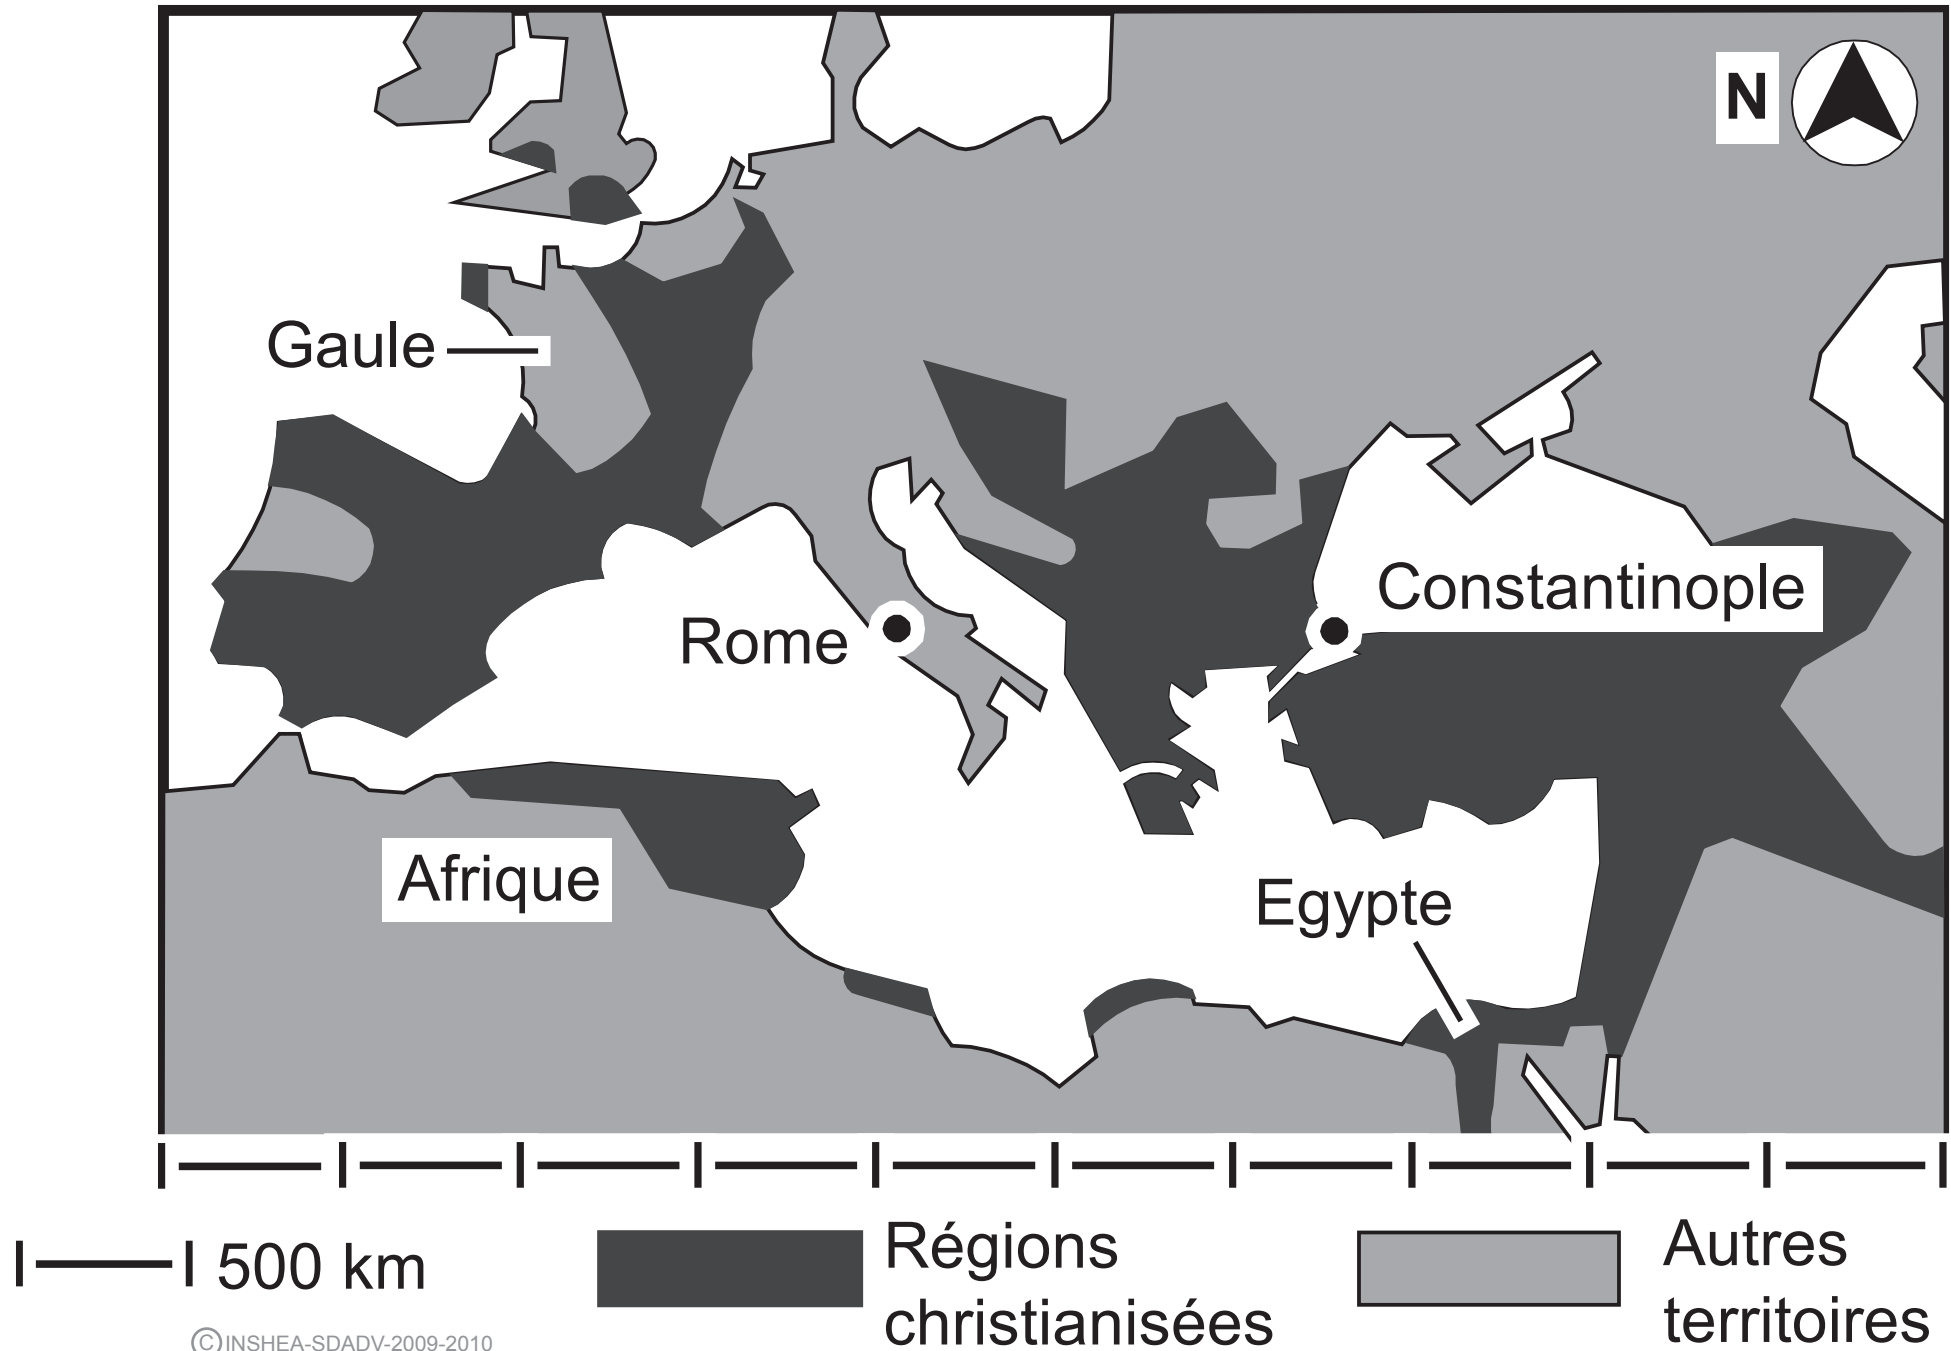 N
Gaule
Constantinople
Rome
Afrique
Egypte
500 km
Régions
christianisées
Autres
territoires
©INSHEA-SDADV-2009-2010